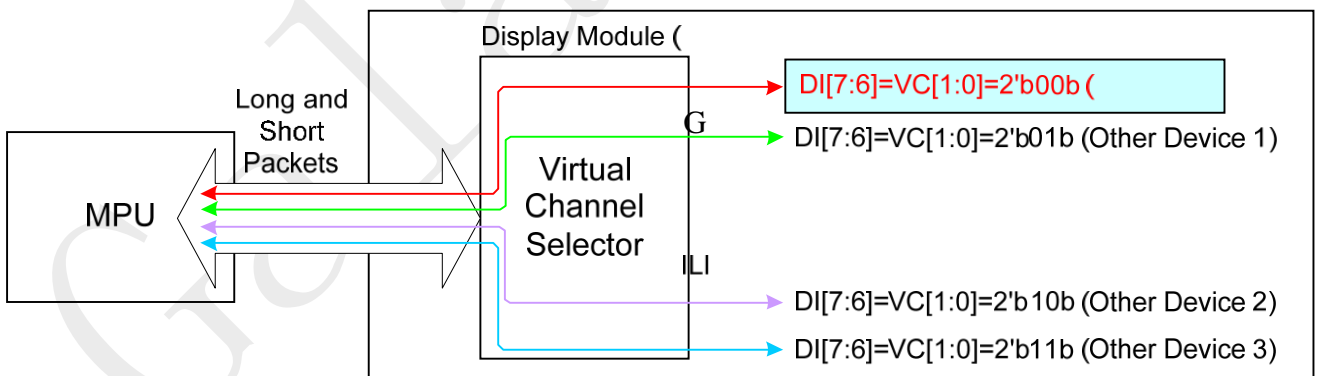 Display Module (
Long and
Short
Packets
DI[7:6]=VC[1:0]=2'b00b (
G
DI[7:6]=VC[1:0]=2'b01b (Other Device 1)
MPU
Virtual
Channel
Selector
ILI
DI[7:6]=VC[1:0]=2'b10b (Other Device 2)
DI[7:6]=VC[1:0]=2'b11b (Other Device 3)